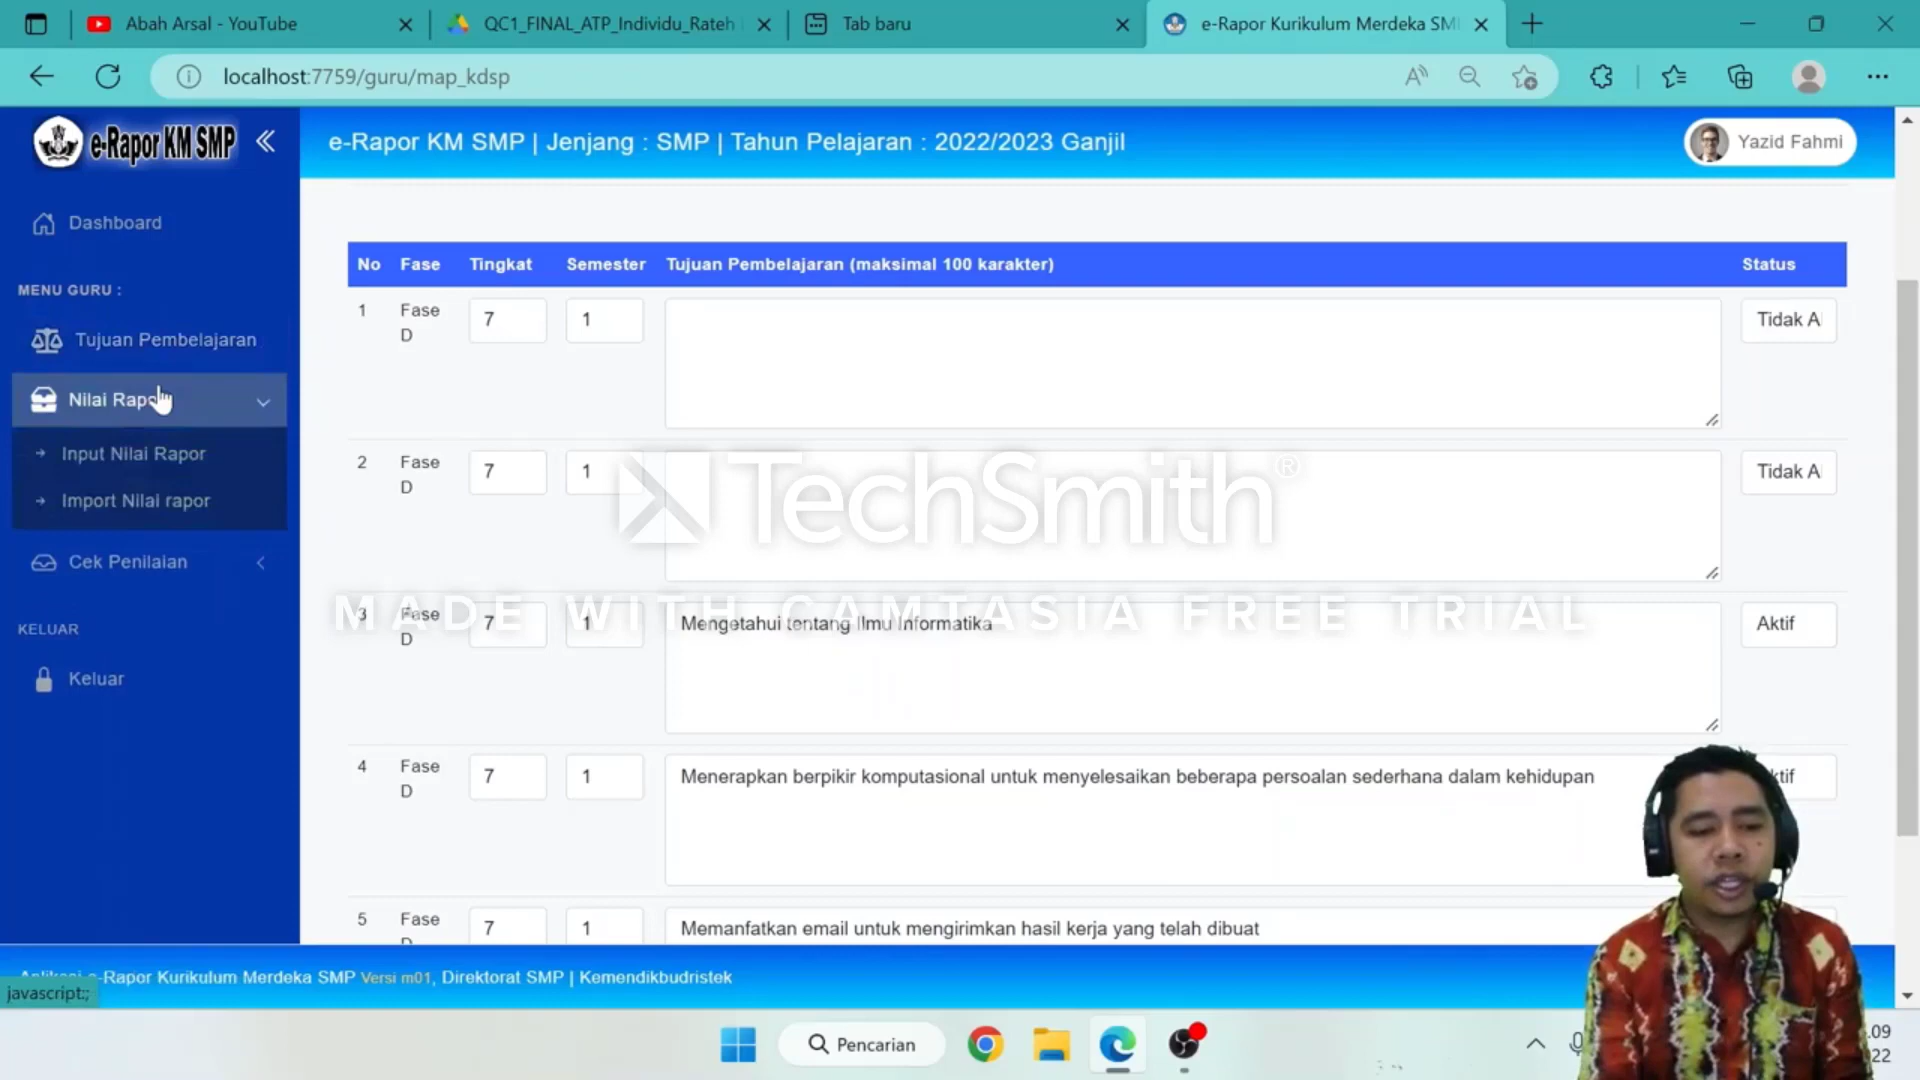 Abah Arsal - YouTube
QC1_FINAL_ATP_Individu_Rateh
Tab baru
e-Rapor Kurikulum Merdeka SM
localhost:7759/guru/map_kdsp
e-Rapor KM SMP
e-Rapor KM SMP | Jenjang : SMP | Tahun Pelajaran : 2022/2023 Ganjil
Yazid Fahmi
Dashboard
MENU GURU :
Tujuan Pembelajaran
Nilai Rapor
Input Nilai Rapor
Import Nilai rapor
Cek Penilaian
KELUAR
Keluar
No Fase Tingkat Semester Tujuan Pembelajaran (maksimal 100 karakter) Status
1 Fase D 7 1 Tidak A
2 Fase D 7 1 Tidak A
TechSmith®
MADE WITH CAMTASIA FREE TRIAL
3 Fase D 7 1 Mengetahui tentang Ilmu Informatika Aktif
4 Fase D 7 1 Menerapkan berpikir komputasional untuk menyelesaikan beberapa persoalan sederhana dalam kehidupan ktif
5 Fase D 7 1 Memanfatkan email untuk mengirimkan hasil kerja yang telah dibuat
Aplikasi e-Rapor Kurikulum Merdeka SMP Versi m01, Direktorat SMP | Kemendikbudristek
javascript:;
Pencarian
.09
22